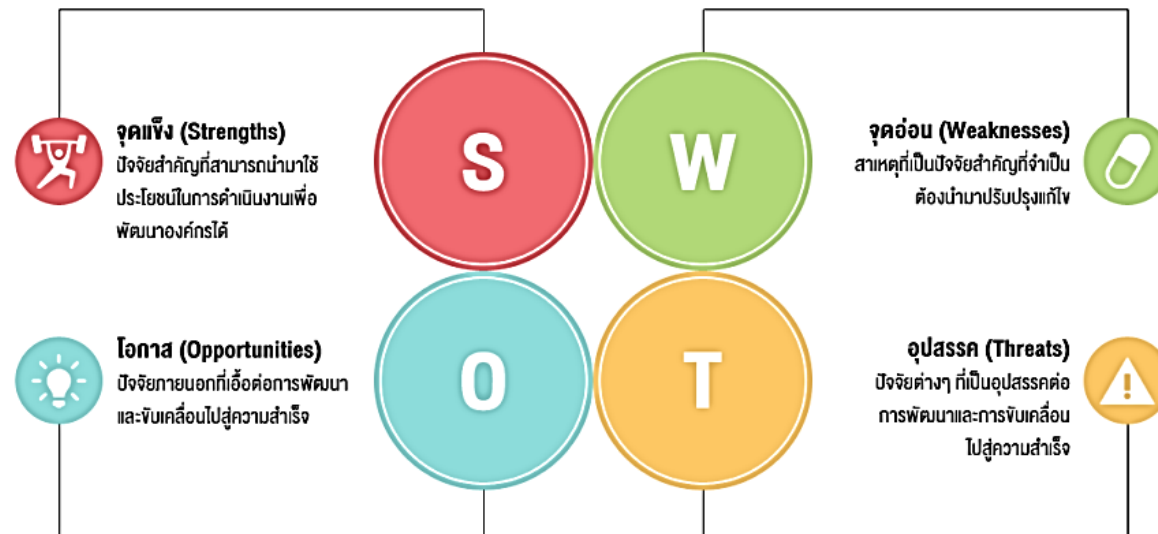 จุดแข็ง (Strengths)
ปัจจัยสำคัญที่สามารถนำมาใช้
ประโยชน์ในการดำเนินงานเพื่อ
พัฒนาองค์กรได้
S
W
จุดอ่อน (Weaknesses)
สาเหตุที่เป็นปัจจัยสำคัญที่จำเป็น
ต้องนำมาปรับปรุงแก้ไข
โอกาส (Opportunities)
ปัจจัยภายนอกที่เอื้อต่อการพัฒนา
และขับเคลื่อนไปสู่ความสำเร็จ
O
T
อุปสรรค (Threats)
ปัจจัยต่างๆ ที่เป็นอุปสรรคต่อ
การพัฒนาและการขับเคลื่อน
ไปสู่ความสำเร็จ